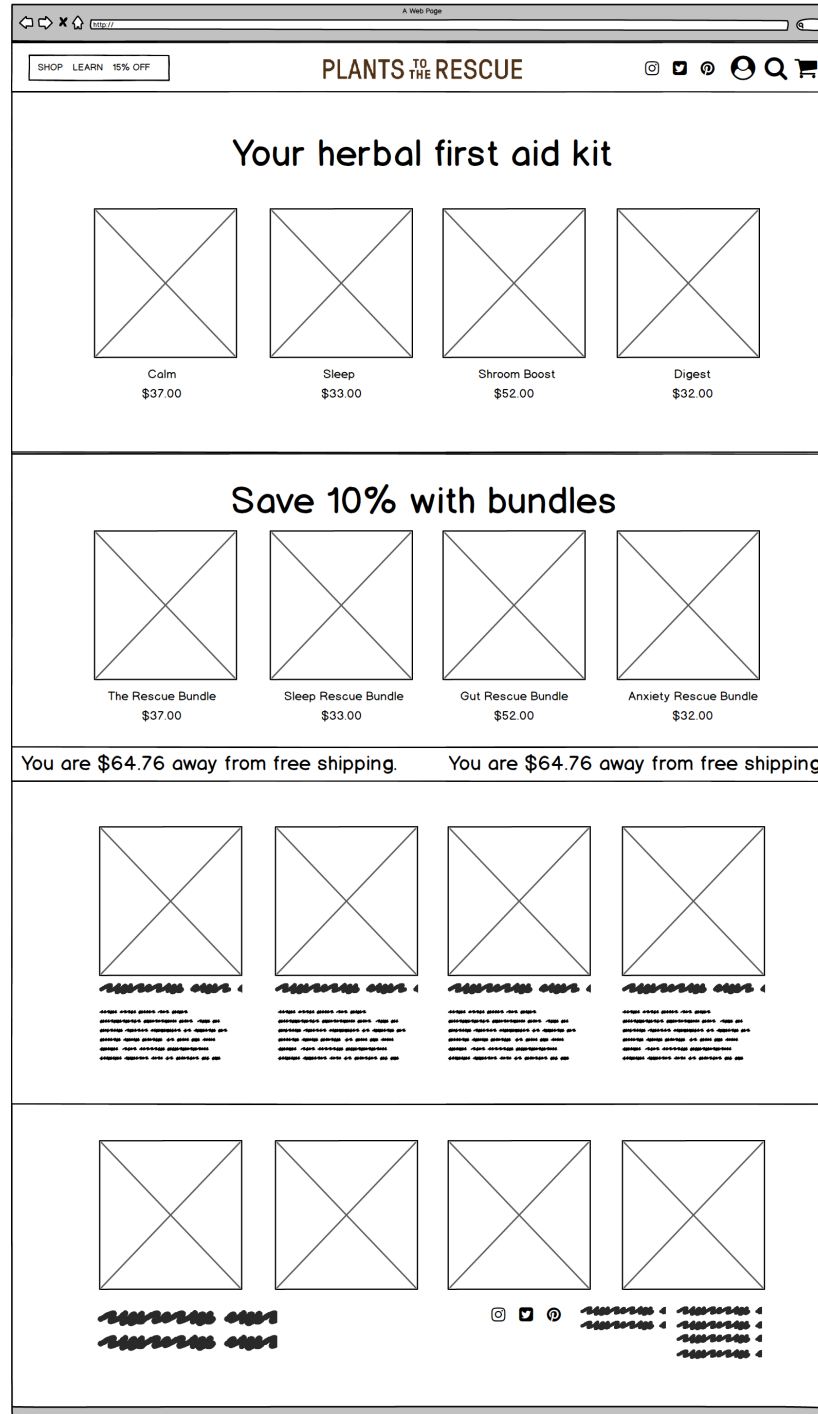 A Web Page
http://
SHOP LEARN 15% OFF
PLANTS TO THE RESCUE
Your herbal first aid kit
Calm Sleep Shroom Boost Digest
$37.00 $33.00 $52.00 $32.00
Save 10% with bundles
The Rescue Bundle Sleep Rescue Bundle Gut Rescue Bundle Anxiety Rescue Bundle
$37.00 $33.00 $52.00 $32.00
You are $64.76 away from free shipping. You are $64.76 away from free shipping